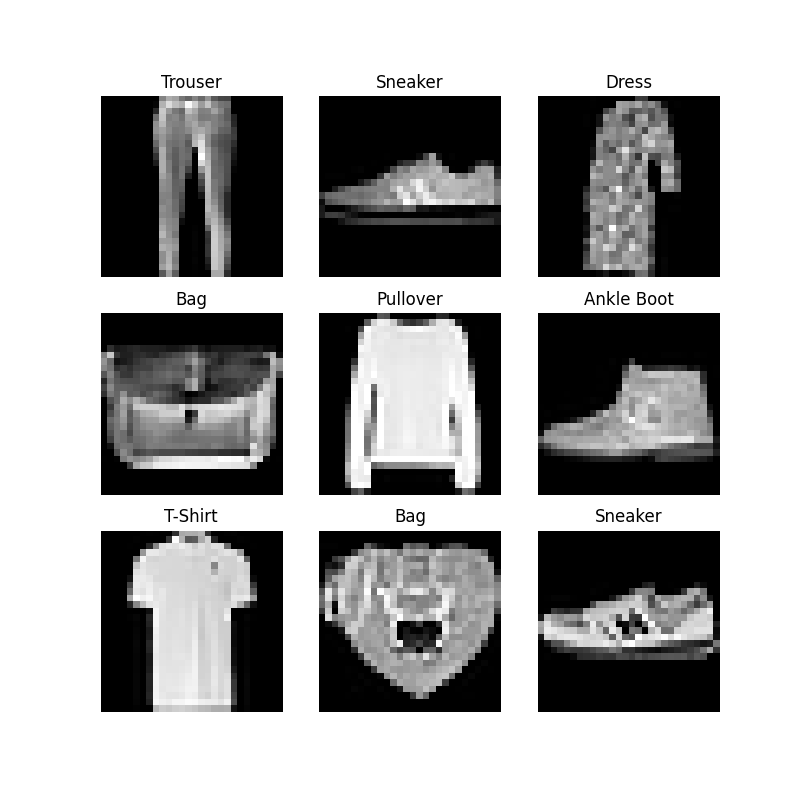 Trouser
Sneaker
Dress
Bag
Pullover
Ankle Boot
T-Shirt
Bag
Sneaker